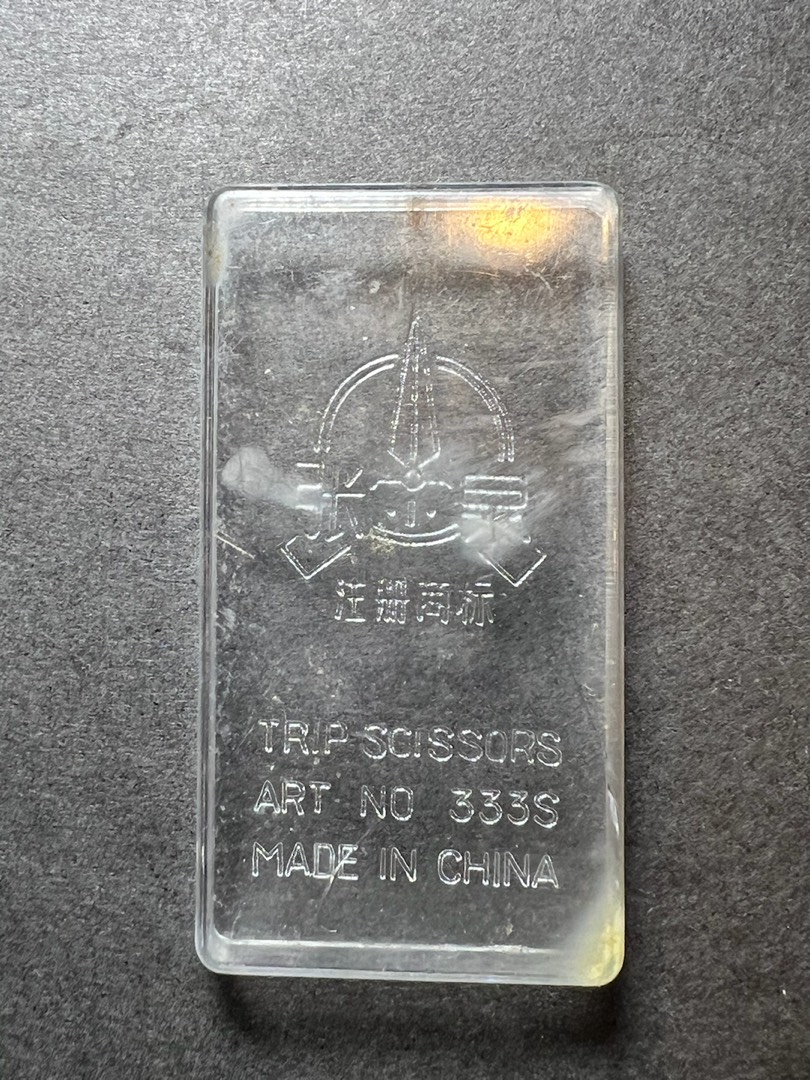 注册商标
TRIP SCISSORS
ART NO 333S
MADE IN CHINA